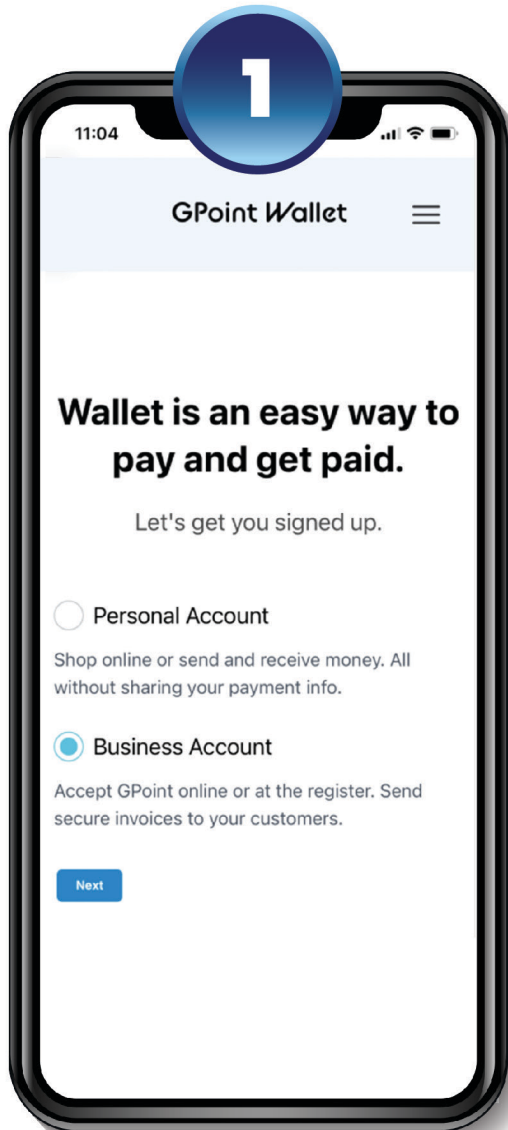 1
11:04
GPoint Wallet
Wallet is an easy way to
pay and get paid.
Let's get you signed up.
Personal Account
Shop online or send and receive money. All
without sharing your payment info.
Business Account
Accept GPoint online or at the register. Send
secure invoices to your customers.
Next